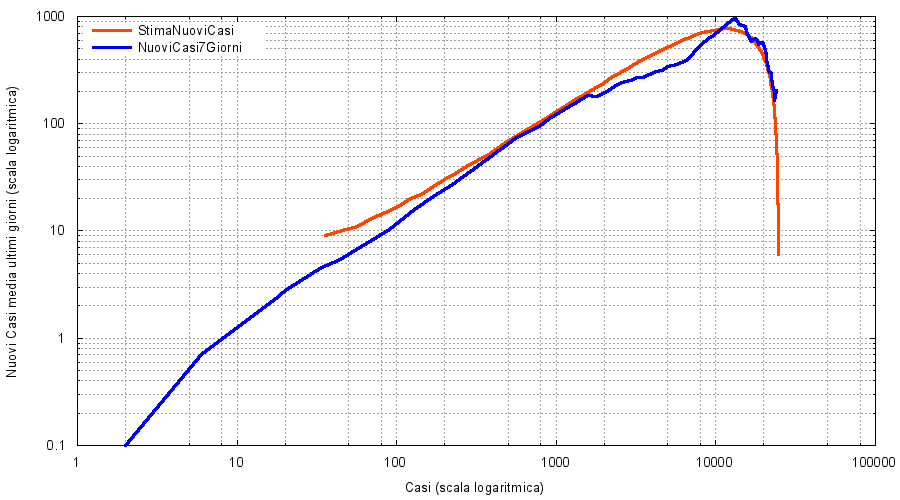 1000
100
10
1
0.1
StimaNuoviCasi
NuoviCasi7Giorni
Nuovi Casi media ultimi giorni (scala logaritmica)
1 10 100 1000 10000 100000
Casi (scala logaritmica)